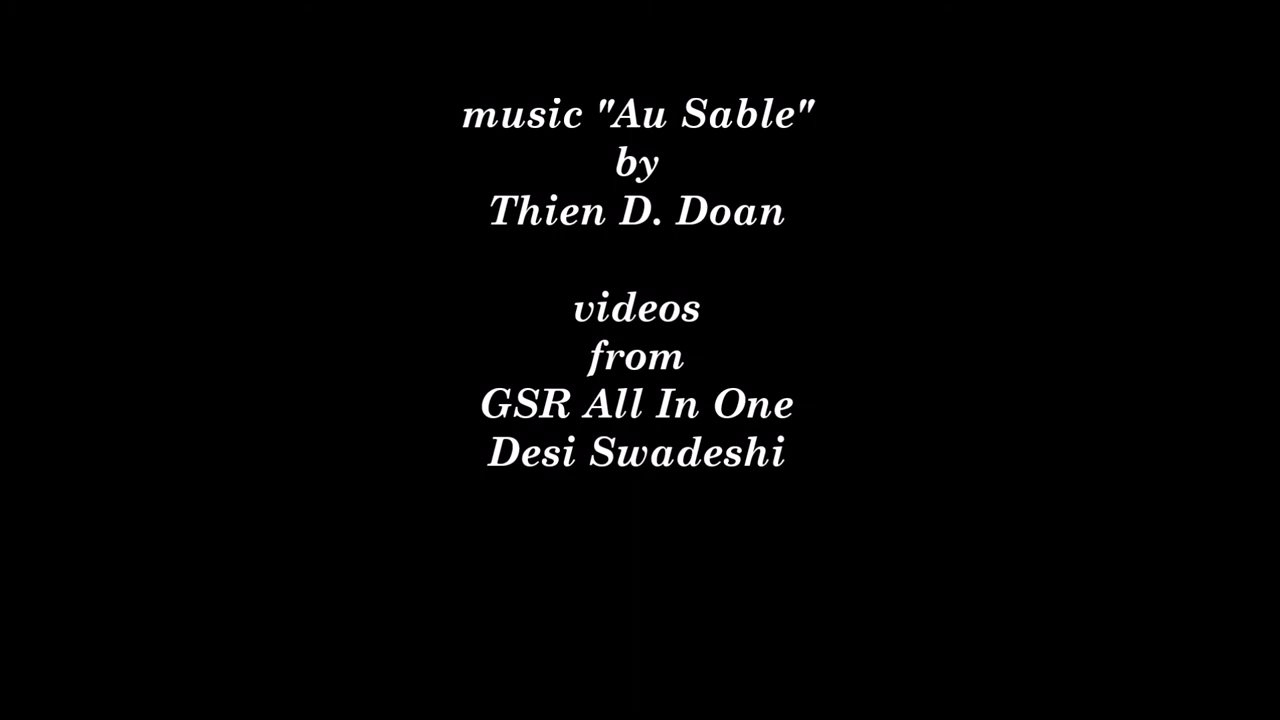 music "Au Sable"
by
Thien D. Doan
videos
from
GSR All In One
Desi Swadeshi